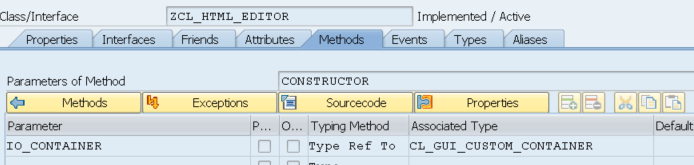 Class/Interface ZCL_HTML_EDITOR Implemented / Active
Properties Interfaces Friends Attributes Methods Events Types Aliases
Parameters of Method CONSTRUCTOR
Methods Exceptions Sourcecode Properties
Parameter P... O... Typing Method Associated Type Default
IO_CONTAINER Type Ref To CL_GUI_CUSTOM_CONTAINER
Type